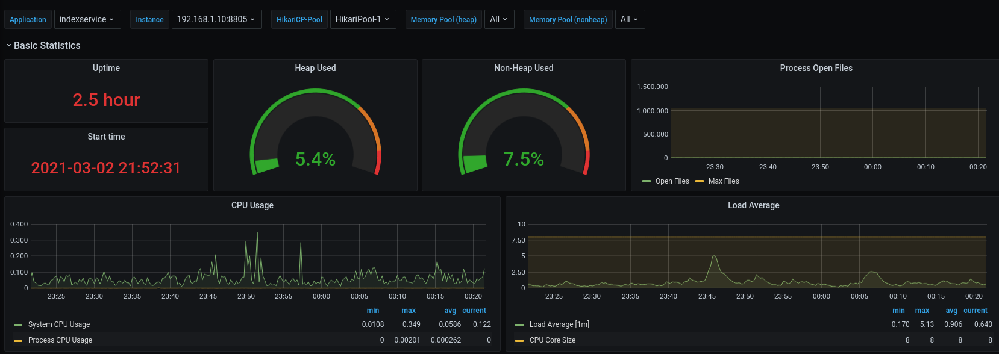 Application indexservice Instance 192.168.1.10:8805 HikariCP-Pool HikariPool-1 Memory Pool (heap) All Memory Pool (nonheap) All
Basic Statistics
Uptime
2.5 hour
Start time
2021-03-02 21:52:31
Heap Used
5.4%
Non-Heap Used
7.5%
Process Open Files
1.500.000
1.000.000
500.000
0
23:30 23:40 23:50 00:00 00:10 00:20
Open Files Max Files
CPU Usage
0.400
0.300
0.200
0.100
0
23:25 23:30 23:35 23:40 23:45 23:50 23:55 00:00 00:05 00:10 00:15 00:20
min max avg current
System CPU Usage 0.0108 0.349 0.0586 0.122
Process CPU Usage 0 0.00201 0.000262 0
Load Average
10
7.50
5
2.50
0
23:25 23:30 23:35 23:40 23:45 23:50 23:55 00:00 00:05 00:10 00:15 00:20
min max avg current
Load Average [1m] 0.170 5.13 0.906 0.640
CPU Core Size 8 8 8 8